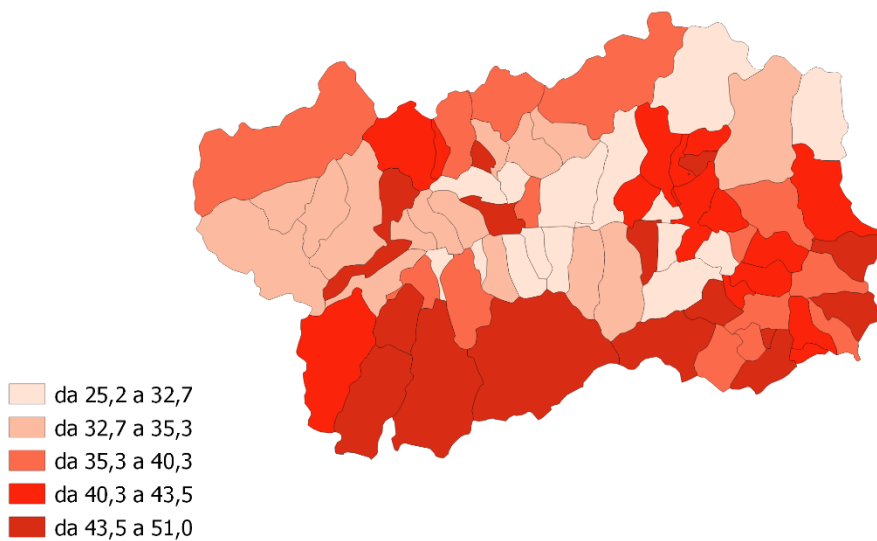 da 25,2 a 32,7
da 32,7 a 35,3
da 35,3 a 40,3
da 40,3 a 43,5
da 43,5 a 51,0